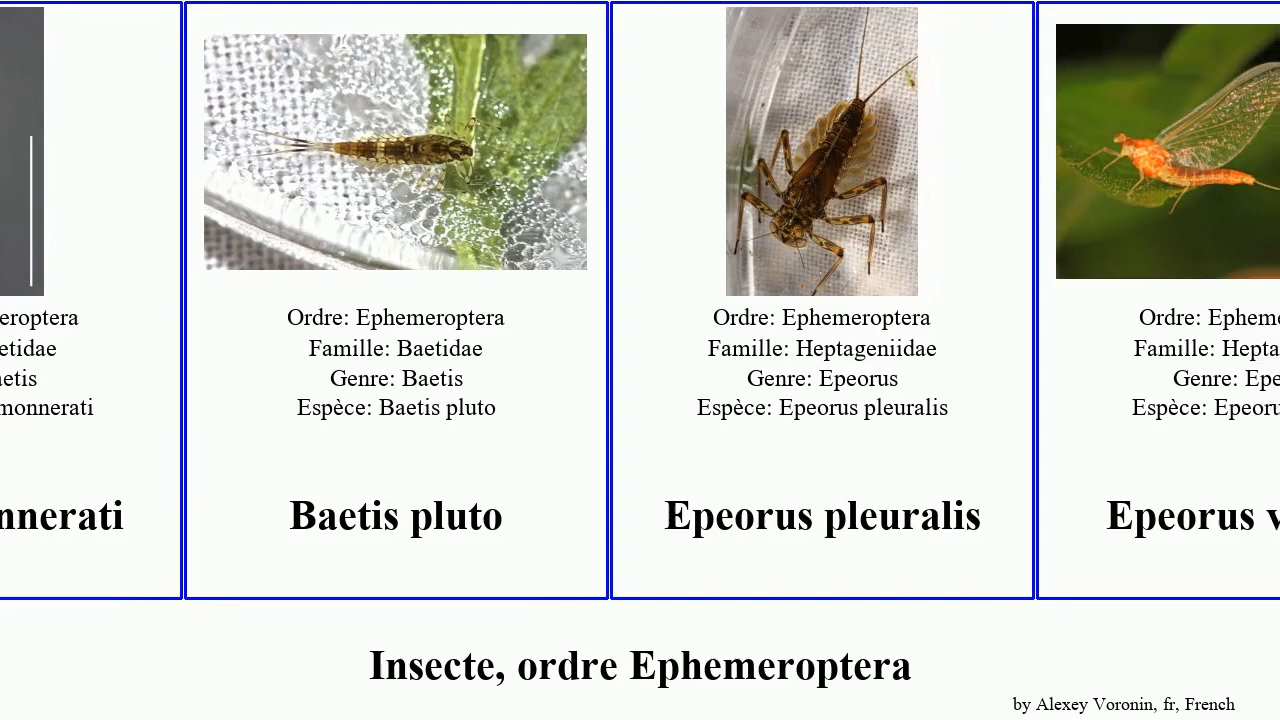 eroptera
etidae
aetis
monnerati
nnerati
Ordre: Ephemeroptera
Famille: Baetidae
Genre: Baetis
Espèce: Baetis pluto
Baetis pluto
Ordre: Ephemeroptera
Famille: Heptageniidae
Genre: Epeorus
Espèce: Epeorus pleuralis
Epeorus pleuralis
Ordre: Epheme
Famille: Hepta
Genre: Epe
Espèce: Epeoru
Epeorus v
Insecte, ordre Ephemeroptera
by Alexey Voronin, fr, French